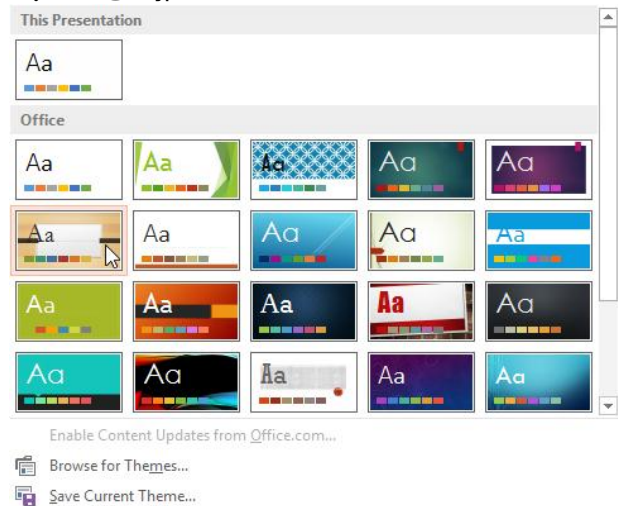 This Presentation
Aa
Office
Aa Aa Aa Aa Aa
Aa Aa Aa Aa Aa
Aa Aa Aa Aa Aa
Aa Aa Aa Aa Aa
Enable Content Updates from Office.com...
Browse for Themes...
Save Current Theme...